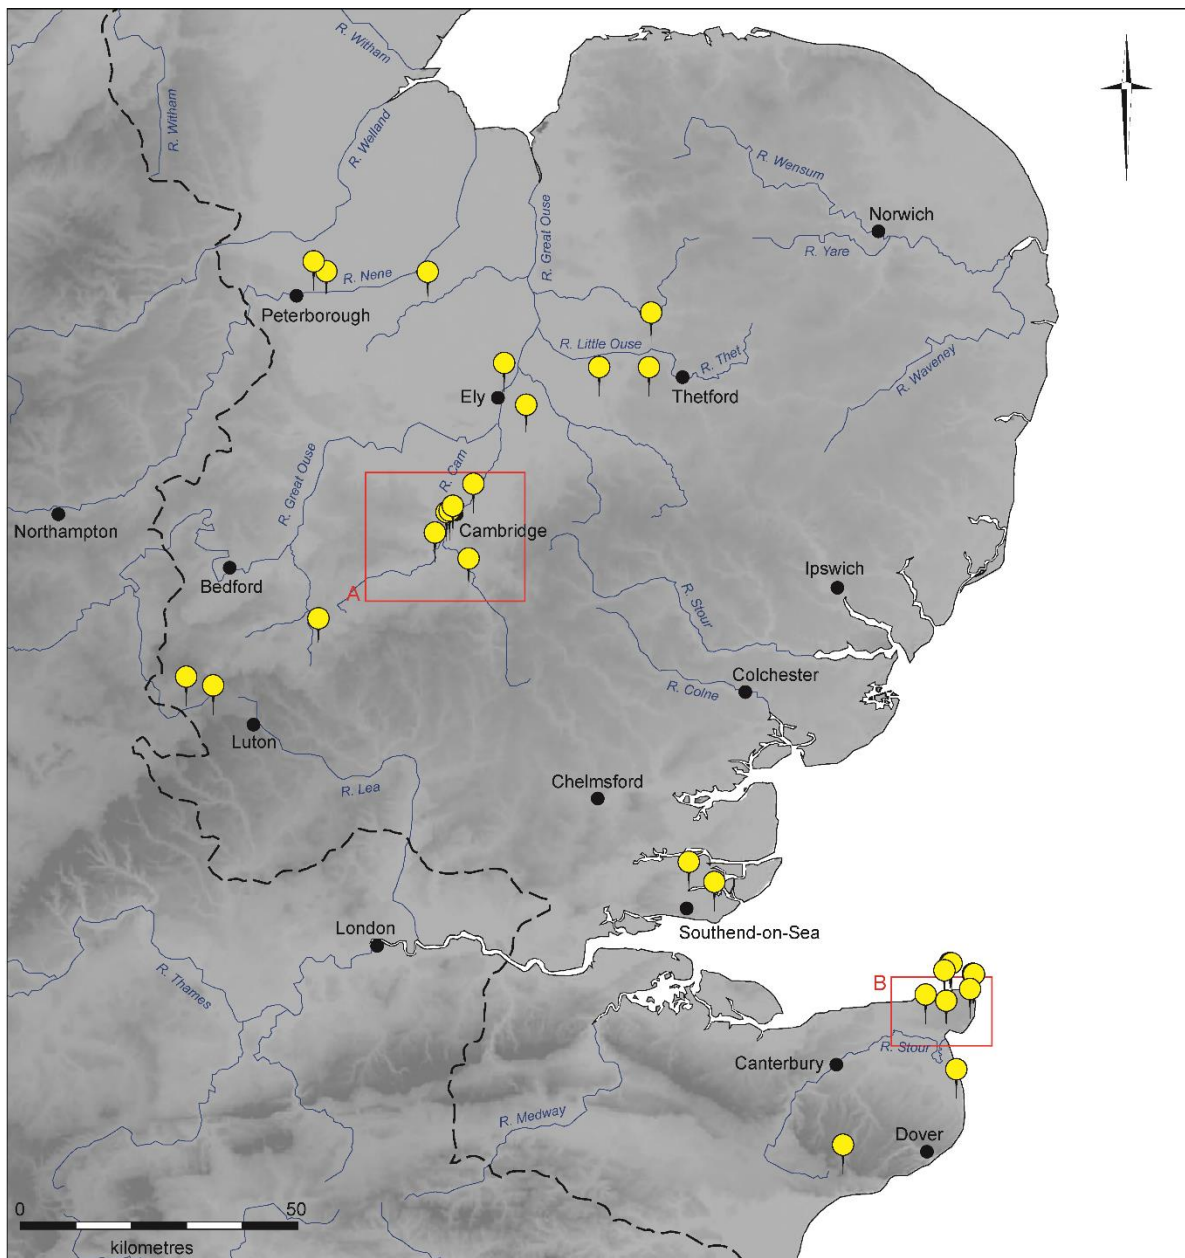 R. Witham
R. Witham
R. Welland
R. Wensum
Norwich
R. Great Ouse
R. Yare
R. Nene
Peterborough
R. Little Ouse
R. Thet
R. Waveney
Thetford
Ely
R. Great Ouse
R. Cam
Northampton
Cambridge
Bedford
A
Ipswich
R. Stour
Colchester
R. Colne
Luton
Chelmsford
R. Lea
London
Southend-on-Sea
R. Thames
B
R. Stour
Canterbury
R. Medway
Dover
0
50
kilometres